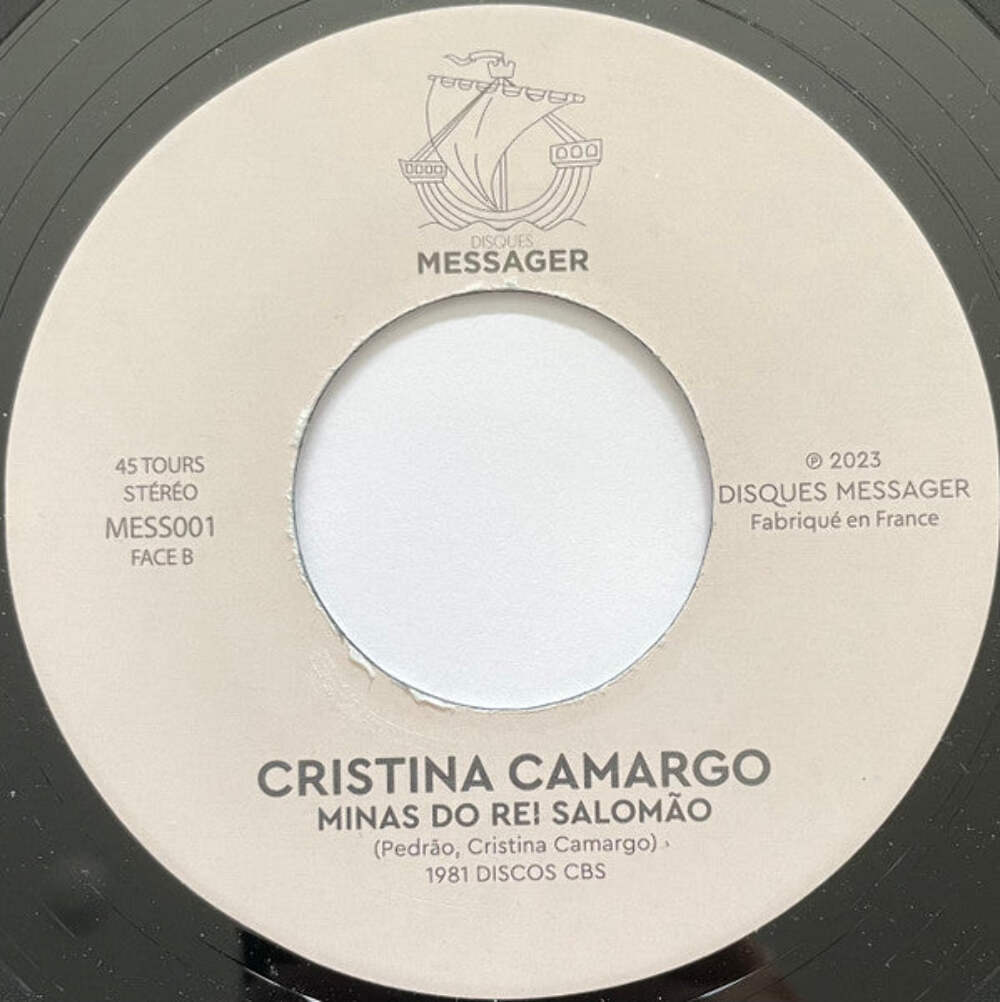 DISQUES
MESSAGER
45 TOURS
STÉRÉO
MESS001
FACE B
℗ 2023
DISQUES MESSAGER
Fabriqué en France
CRISTINA CAMARGO
MINAS DO REI SALOMÃO
(Pedrão, Cristina Camargo)
1981 DISCOS CBS